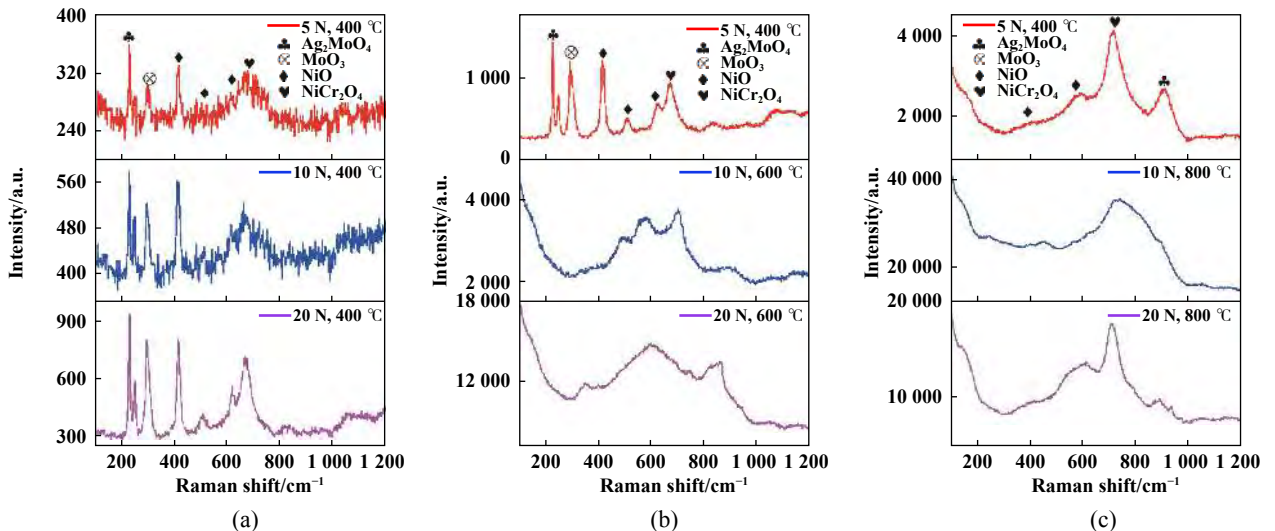 400
320
240
5 N, 400 ℃
Ag₂MoO₄
MoO₃
NiO
NiCr₂O₄
560
480
400
10 N, 400 ℃
900
600
300
20 N, 400 ℃
Intensity/a.u.
200 400 600 800 1 000 1 200
Raman shift/cm⁻¹
(a)
1 000
0
5 N, 400 ℃
Ag₂MoO₄
MoO₃
NiO
NiCr₂O₄
4 000
2 000
10 N, 600 ℃
18 000
12 000
20 N, 600 ℃
Intensity/a.u.
200 400 600 800 1 000 1 200
Raman shift/cm⁻¹
(b)
4 000
2 000
5 N, 400 ℃
Ag₂MoO₄
MoO₃
NiO
NiCr₂O₄
40 000
20 000
10 N, 800 ℃
20 000
10 000
20 N, 800 ℃
Intensity/a.u.
200 400 600 800 1 000 1 200
Raman shift/cm⁻¹
(c)